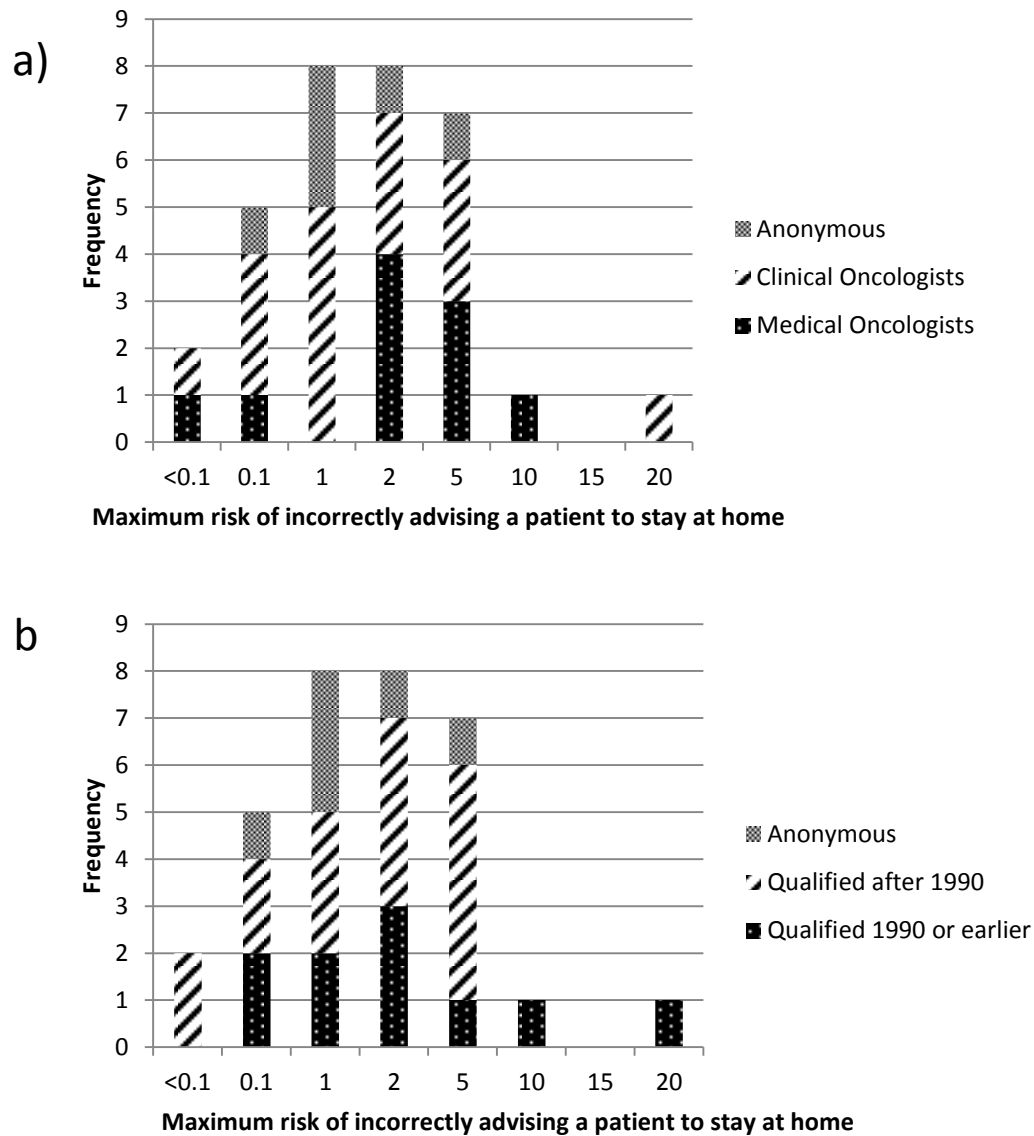 a)
Frequency
9
8
7
6
5
4
3
2
1
0
<0.1 0.1 1 2 5 10 15 20
Maximum risk of incorrectly advising a patient to stay at home
Anonymous
Clinical Oncologists
Medical Oncologists
b
Frequency
9
8
7
6
5
4
3
2
1
0
<0.1 0.1 1 2 5 10 15 20
Maximum risk of incorrectly advising a patient to stay at home
Anonymous
Qualified after 1990
Qualified 1990 or earlier